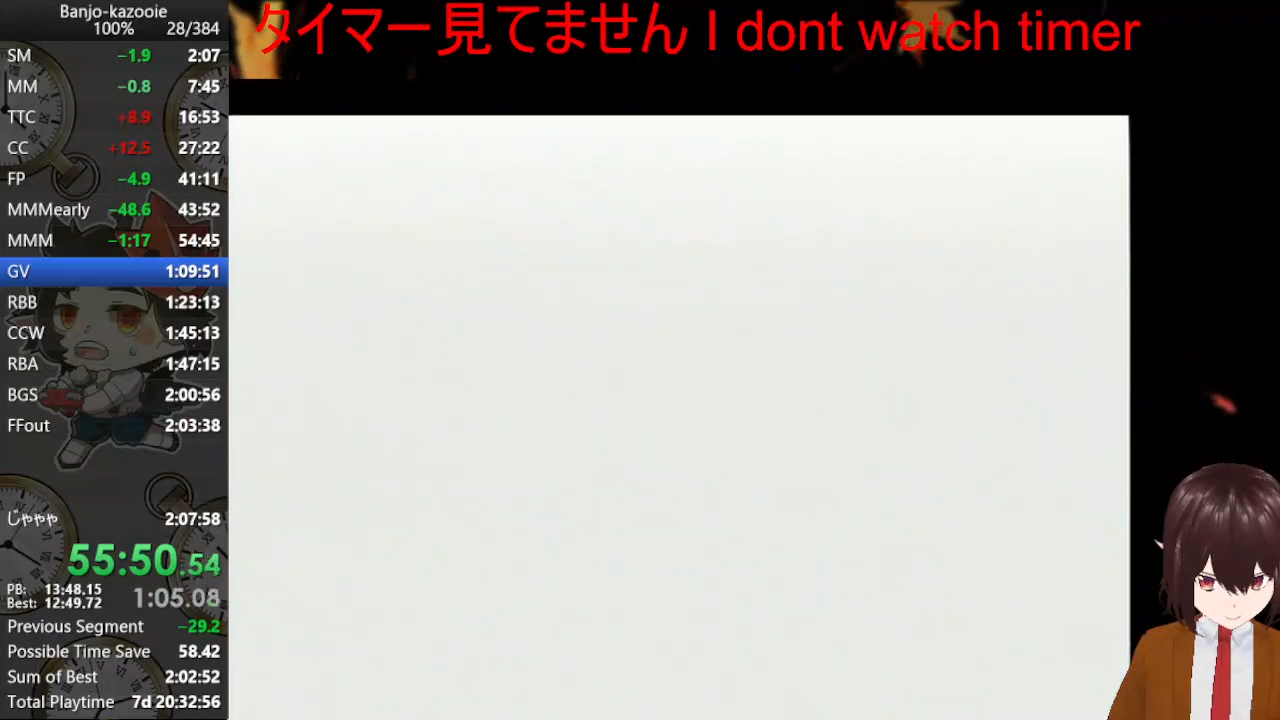 Banjo-kazooie
100% 28/384
タイマー見てません I dont watch timer
SM −1.9 2:07
MM −0.8 7:45
TTC +8.9 16:53
CC +12.5 27:22
FP −4.9 41:11
MMMearly −48.6 43:52
MMM −1:17 54:45
GV 1:09:51
RBB 1:23:13
CCW 1:45:13
RBA 1:47:15
BGS 2:00:56
FFout 2:03:38
じゃゃゃ 2:07:58
55:50.54
PB: 13:48.15
Best: 12:49.72 1:05.08
Previous Segment −29.2
Possible Time Save 58.42
Sum of Best 2:02:52
Total Playtime 7d 20:32:56